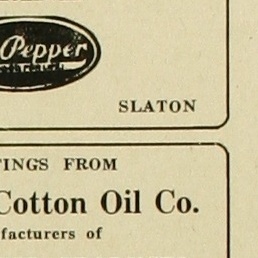 Pepper
SLATON
TINGS FROM
Cotton Oil Co.
facturers of